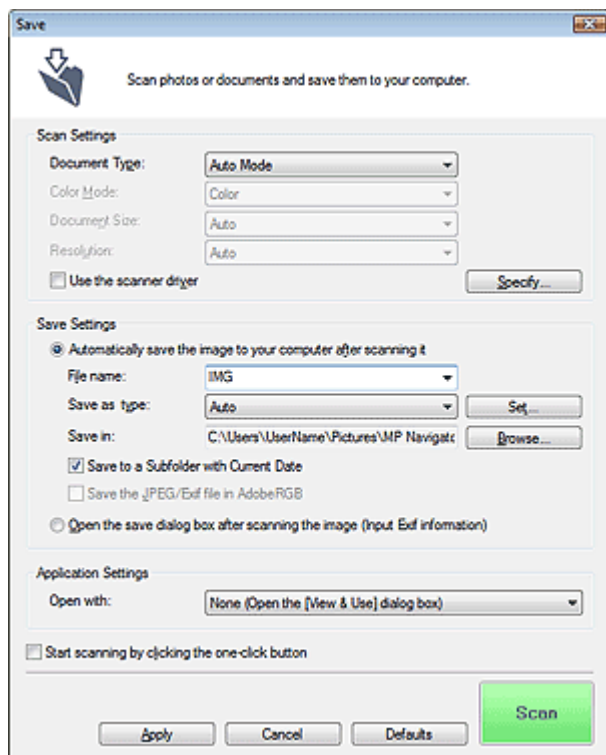 Save
Scan photos or documents and save them to your computer.
Scan Settings
Document Type: Auto Mode
Color Mode: Color
Document Size: Auto
Resolution: Auto
Use the scanner driver Specify...
Save Settings
Automatically save the image to your computer after scanning it
File name: IMG
Save as type: Auto Set...
Save in: C:\Users\UserName\Pictures\MP Navigato Browse...
Save to a Subfolder with Current Date
Save the JPEG/Exif file in AdobeRGB
Open the save dialog box after scanning the image (Input Exif information)
Application Settings
Open with: None (Open the [View & Use] dialog box)
Start scanning by clicking the one-click button
Scan
Apply Cancel Defaults